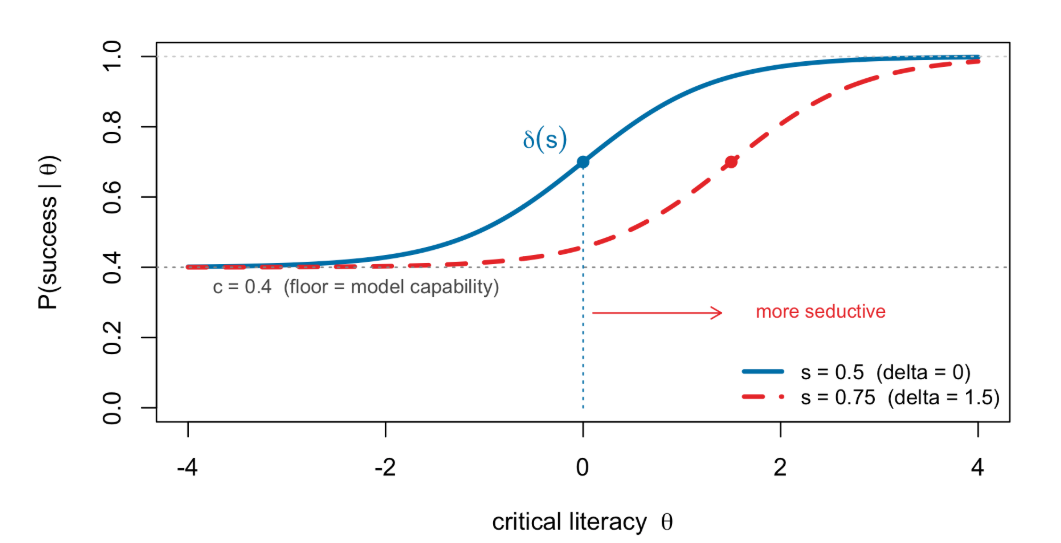 P(success | θ)
1.0
0.8
0.6
0.4
0.2
0.0
δ(s)
c = 0.4 (floor = model capability)
more seductive
s = 0.5 (delta = 0)
s = 0.75 (delta = 1.5)
-4 -2 0 2 4
critical literacy θ